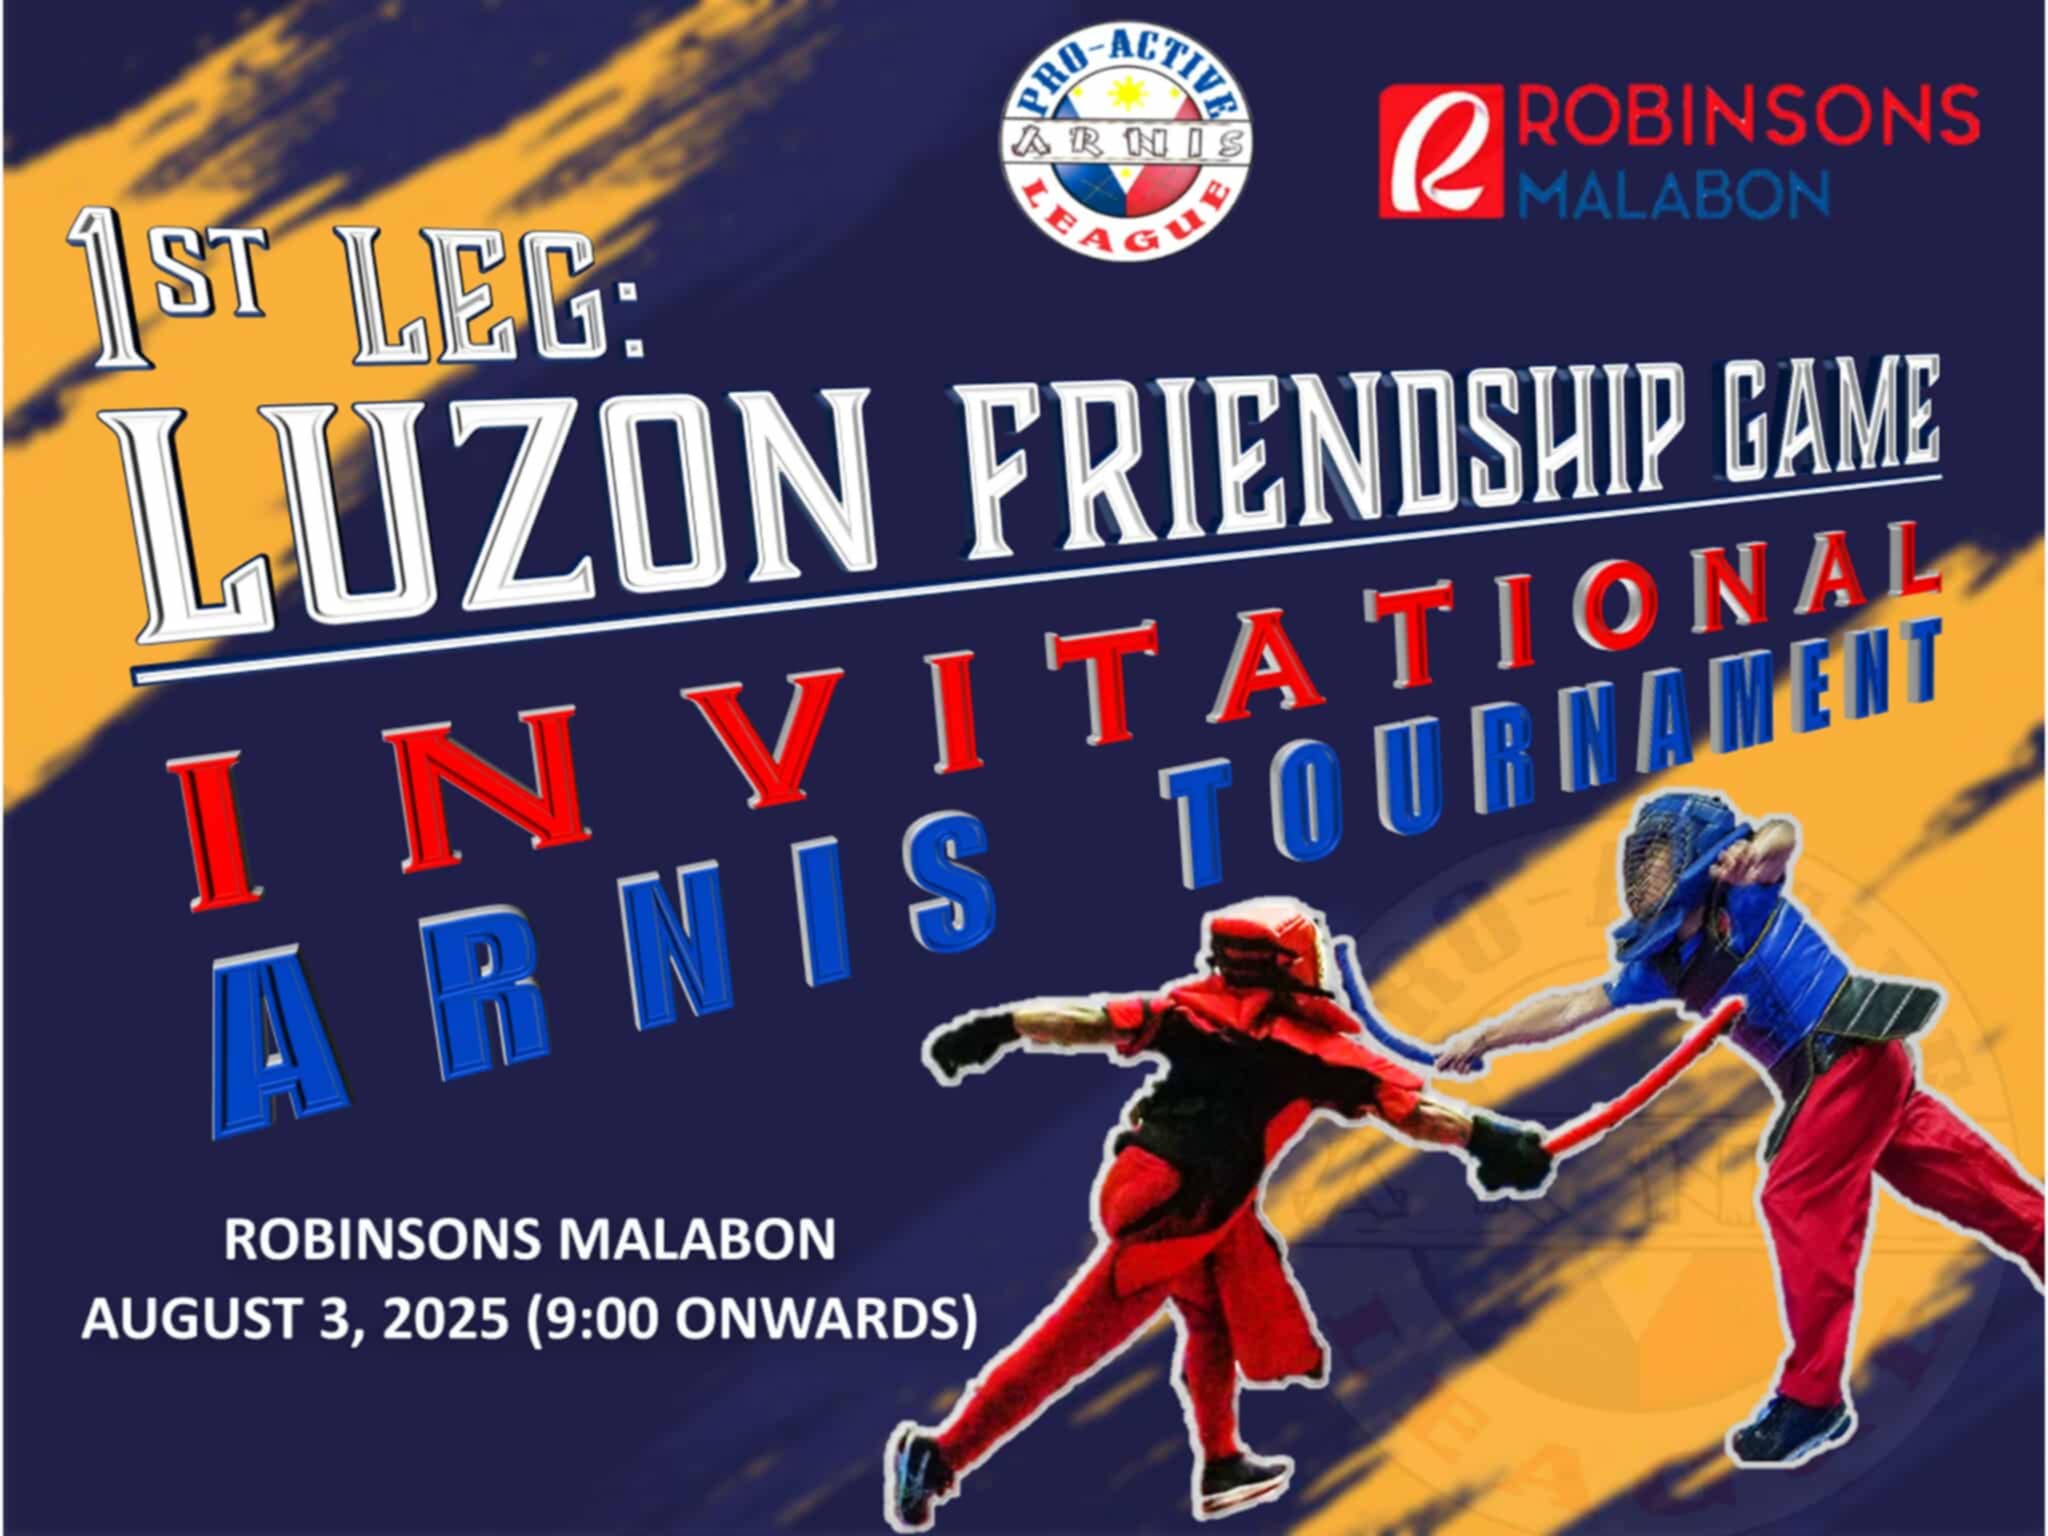 PRO-ACTIVE
ARNIS
LEAGUE
ROBINSONS
MALABON
1ST LEG:
LUZON FRIENDSHIP GAME
INVITATIONAL
ARNIS TOURNAMENT
ROBINSONS MALABON
AUGUST 3, 2025 (9:00 ONWARDS)